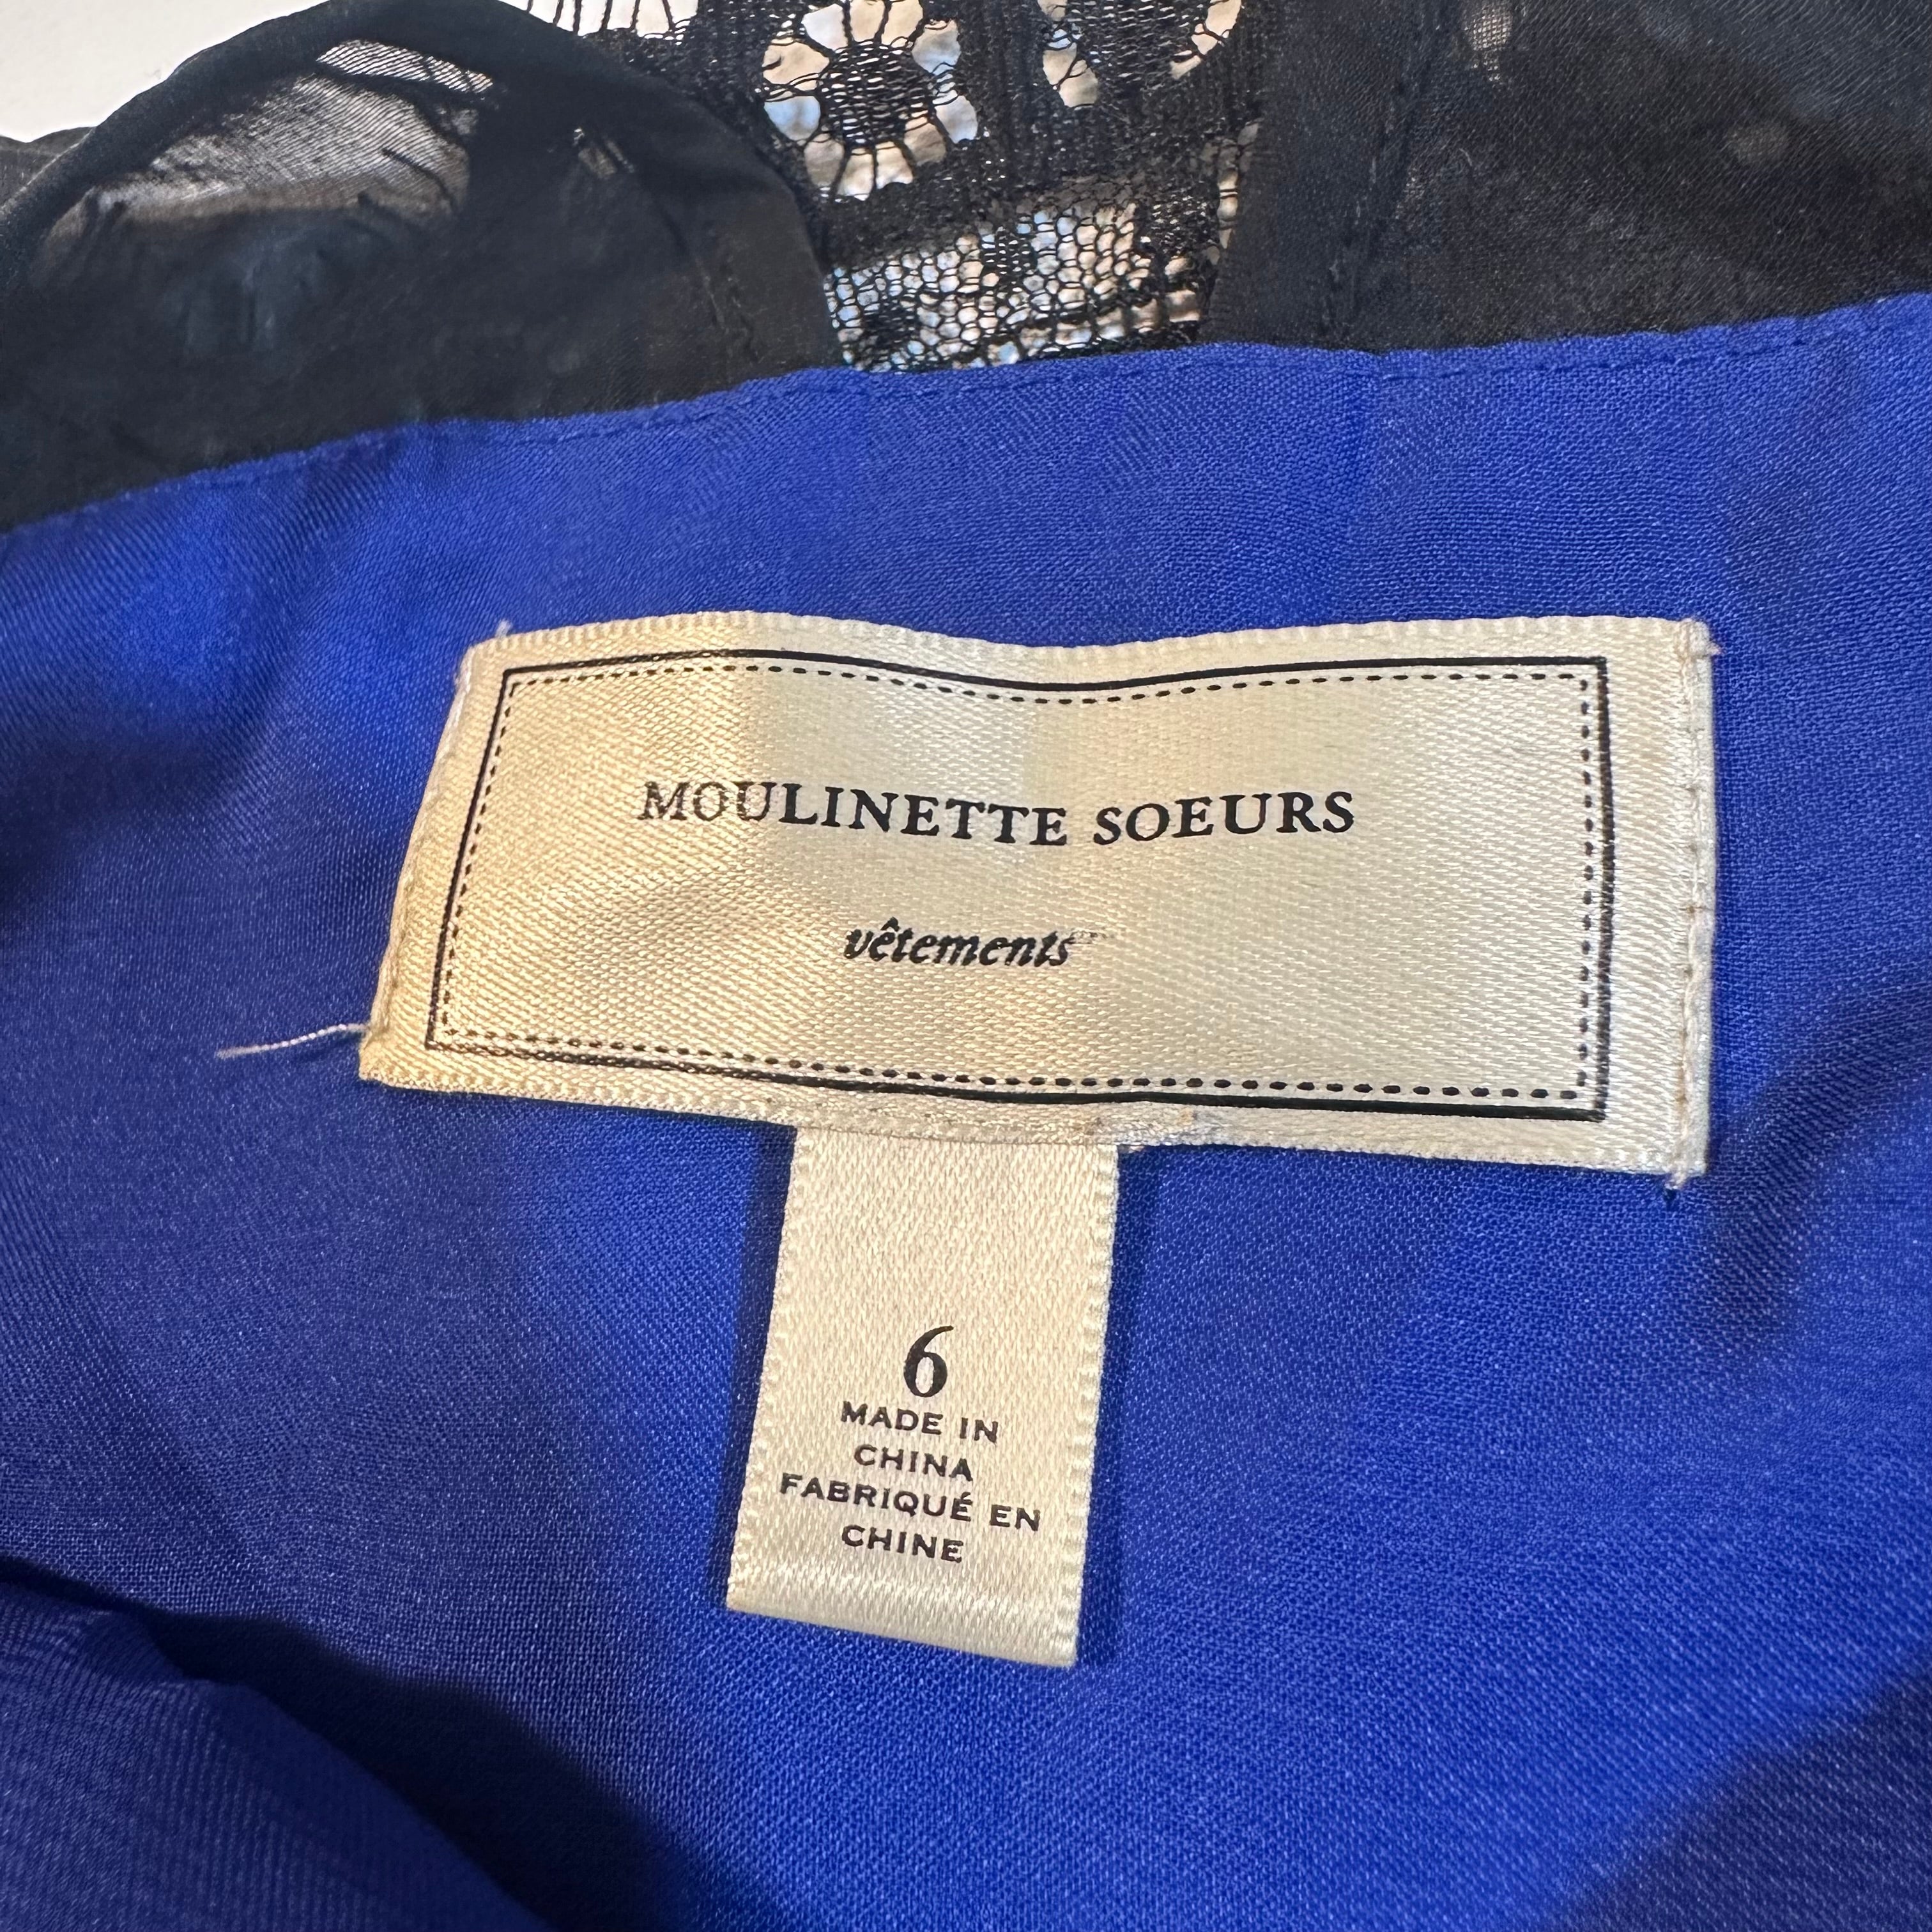 MOULINETTE SOEURS
vêtements
6
MADE IN
CHINA
FABRIQUÉ EN
CHINE